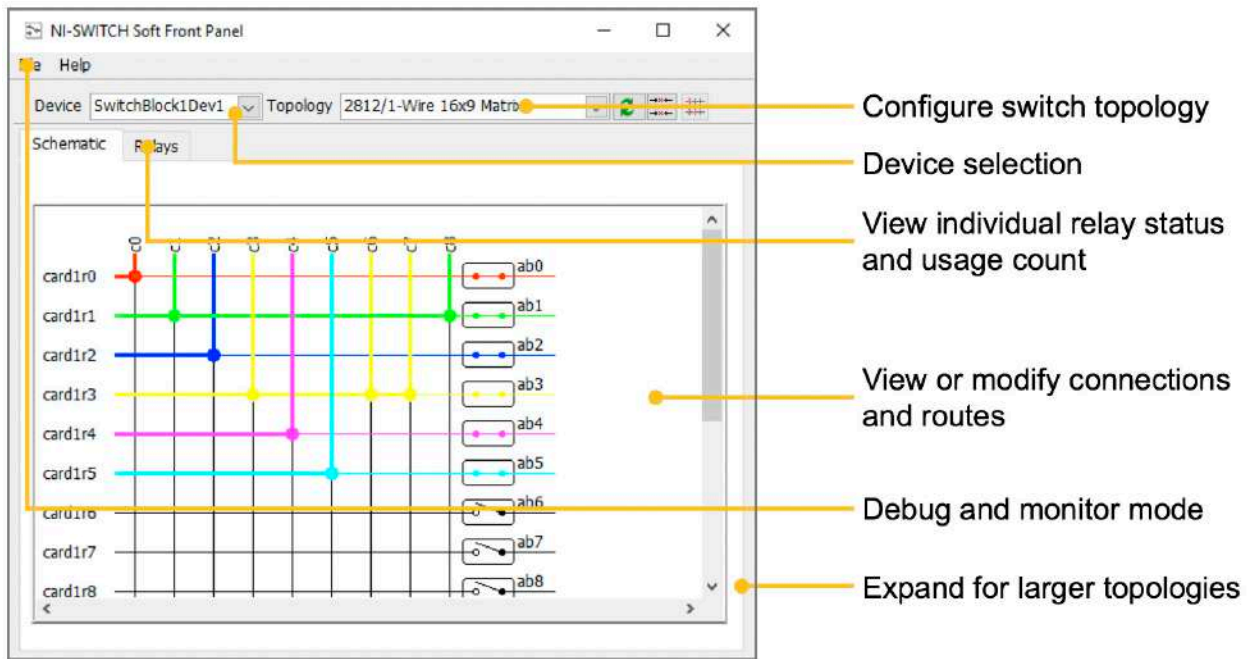 NI-SWITCH Soft Front Panel
File Help
Device SwitchBlock1Dev1 Topology 2812/1-Wire 16x9 Matrix
Configure switch topology
Schematic Relays
Device selection
View individual relay status
and usage count
c0 c1 c2 c3 c4 c5 c6 c7 c8
card1r0 ab0
card1r1 ab1
card1r2 ab2
card1r3 ab3
View or modify connections
and routes
card1r4 ab4
card1r5 ab5
card1r6 ab6
Debug and monitor mode
card1r7 ab7
card1r8 ab8
Expand for larger topologies